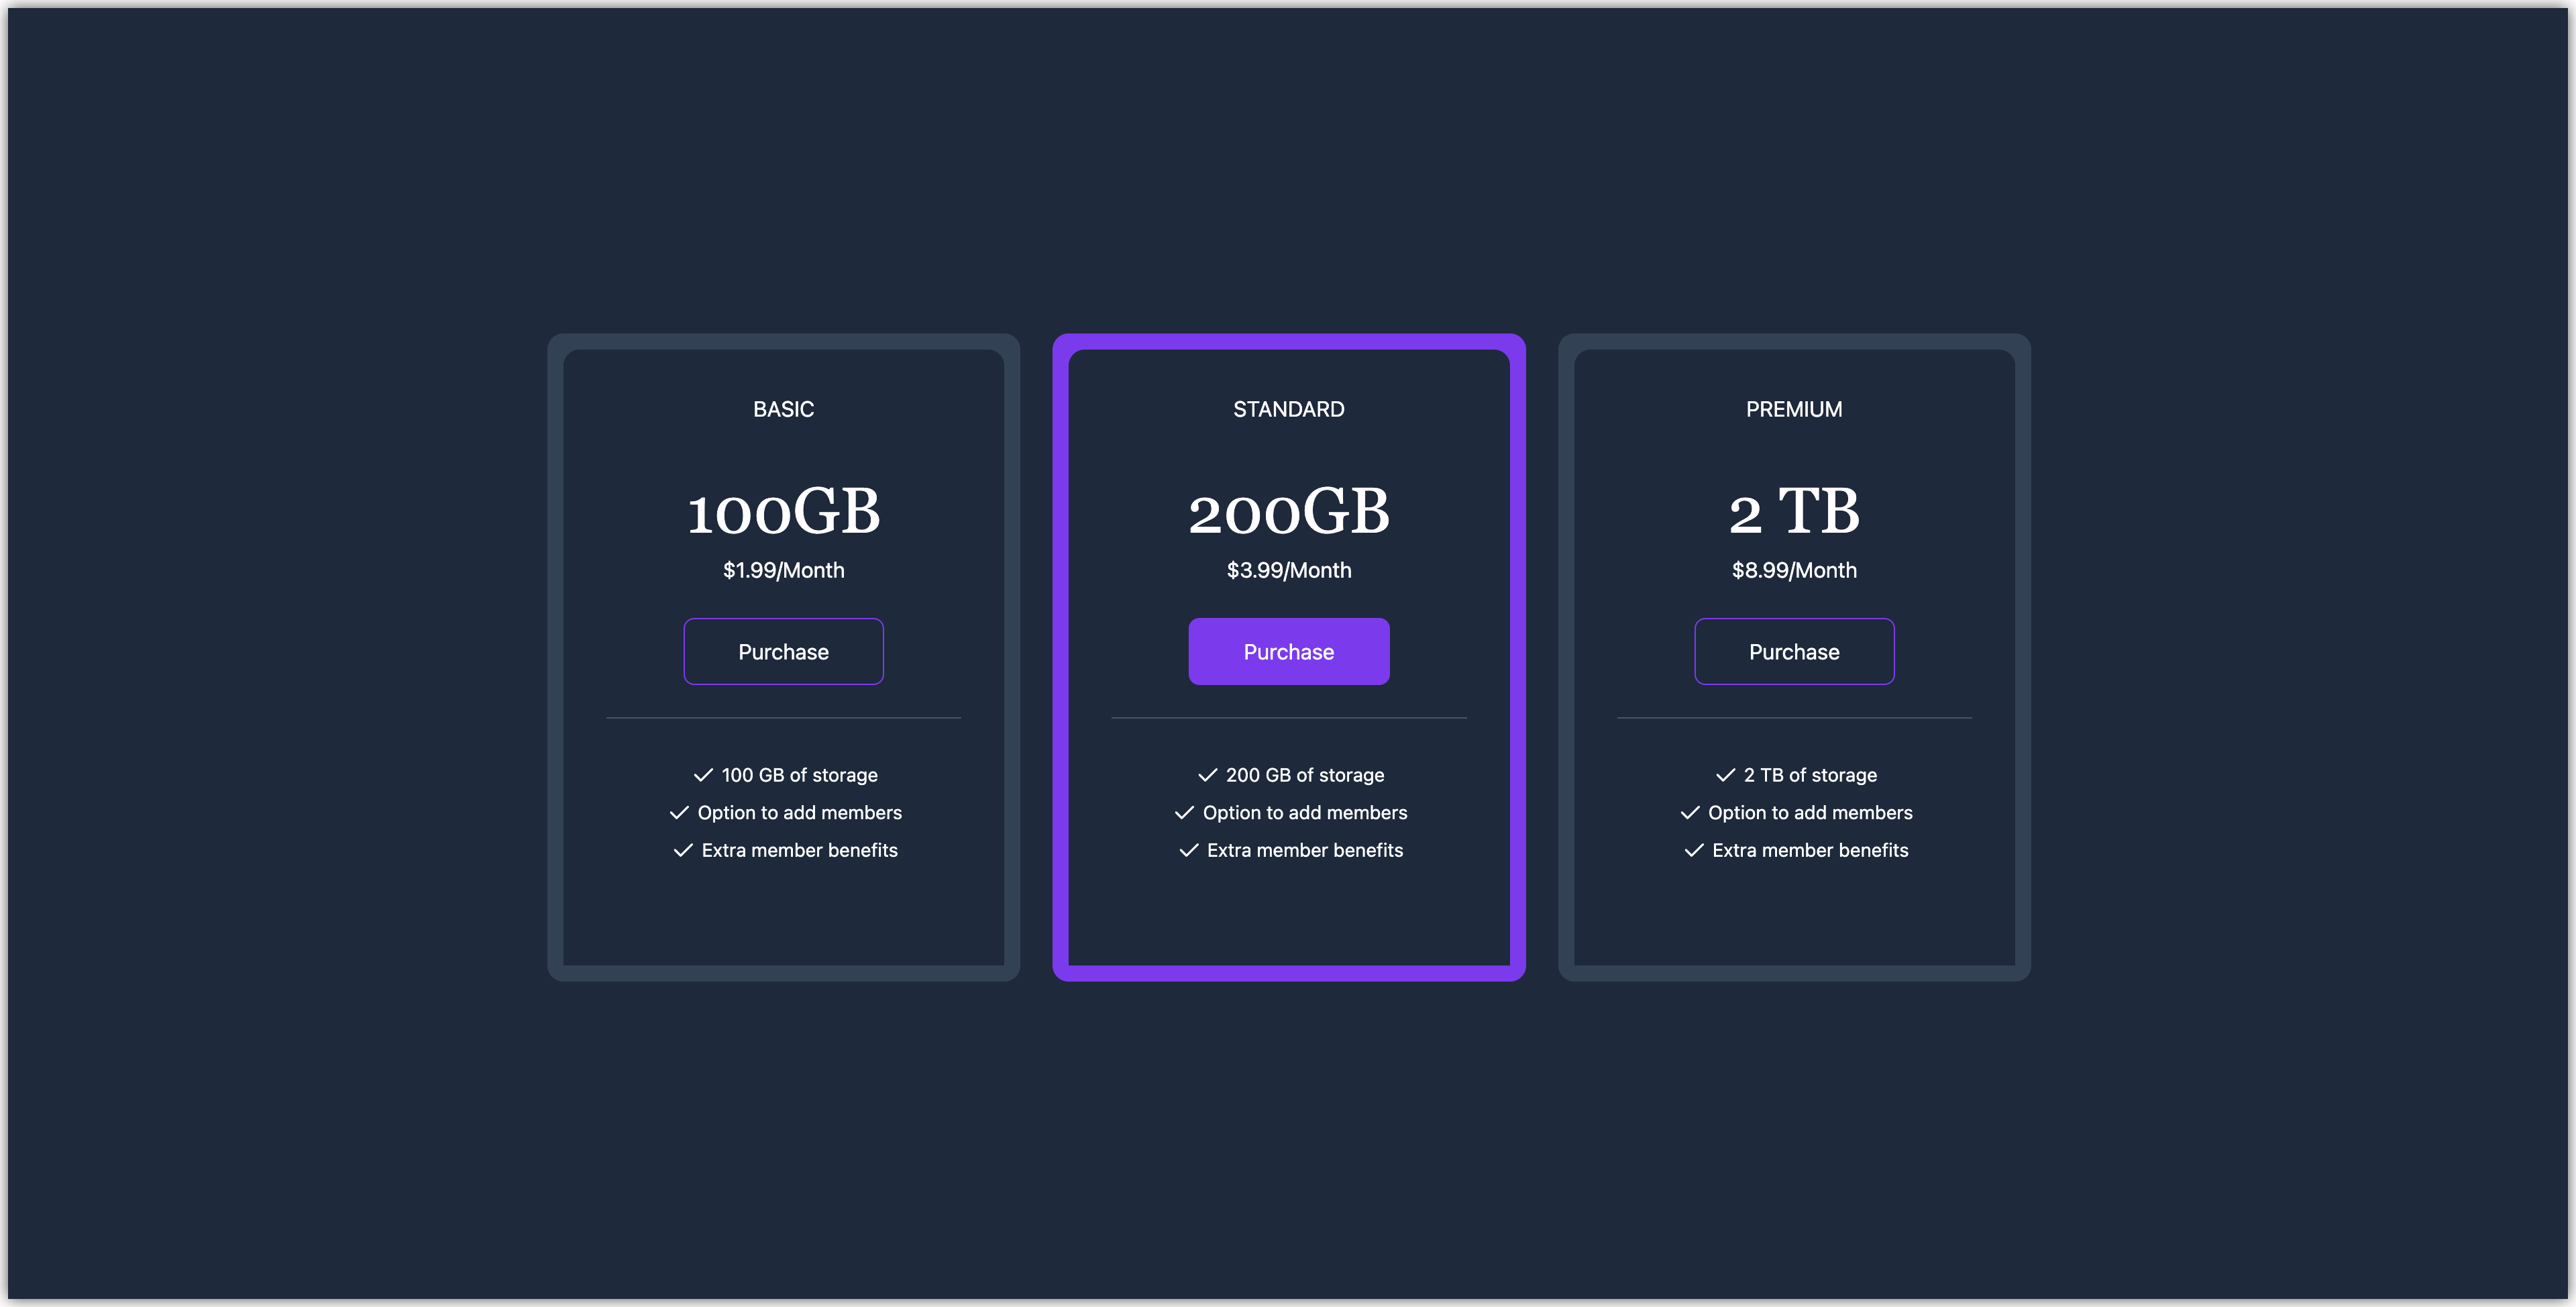 BASIC
100GB
$1.99/Month
Purchase
100 GB of storage
Option to add members
Extra member benefits
STANDARD
200GB
$3.99/Month
Purchase
200 GB of storage
Option to add members
Extra member benefits
PREMIUM
2 TB
$8.99/Month
Purchase
2 TB of storage
Option to add members
Extra member benefits